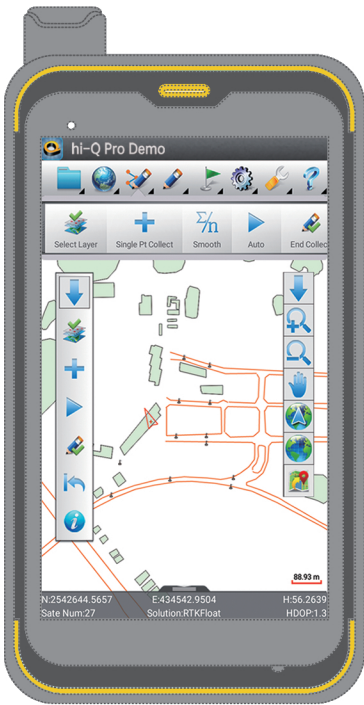 hi-Q Pro Demo
Select Layer Single Pt Collect Smooth Auto End Collec
Σ/n
88.93 m
N:2542644.5657 E:434542.9504 H:56.2639
Sate Num:27 Solution:RTKFloat HDOP:1.3